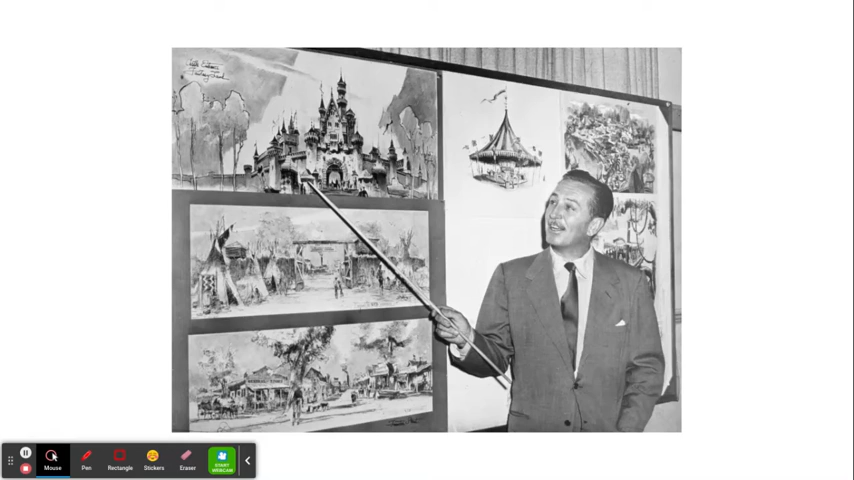 Mouse
Pen
Rectangle
Stickers
Eraser
START
WEBCAM